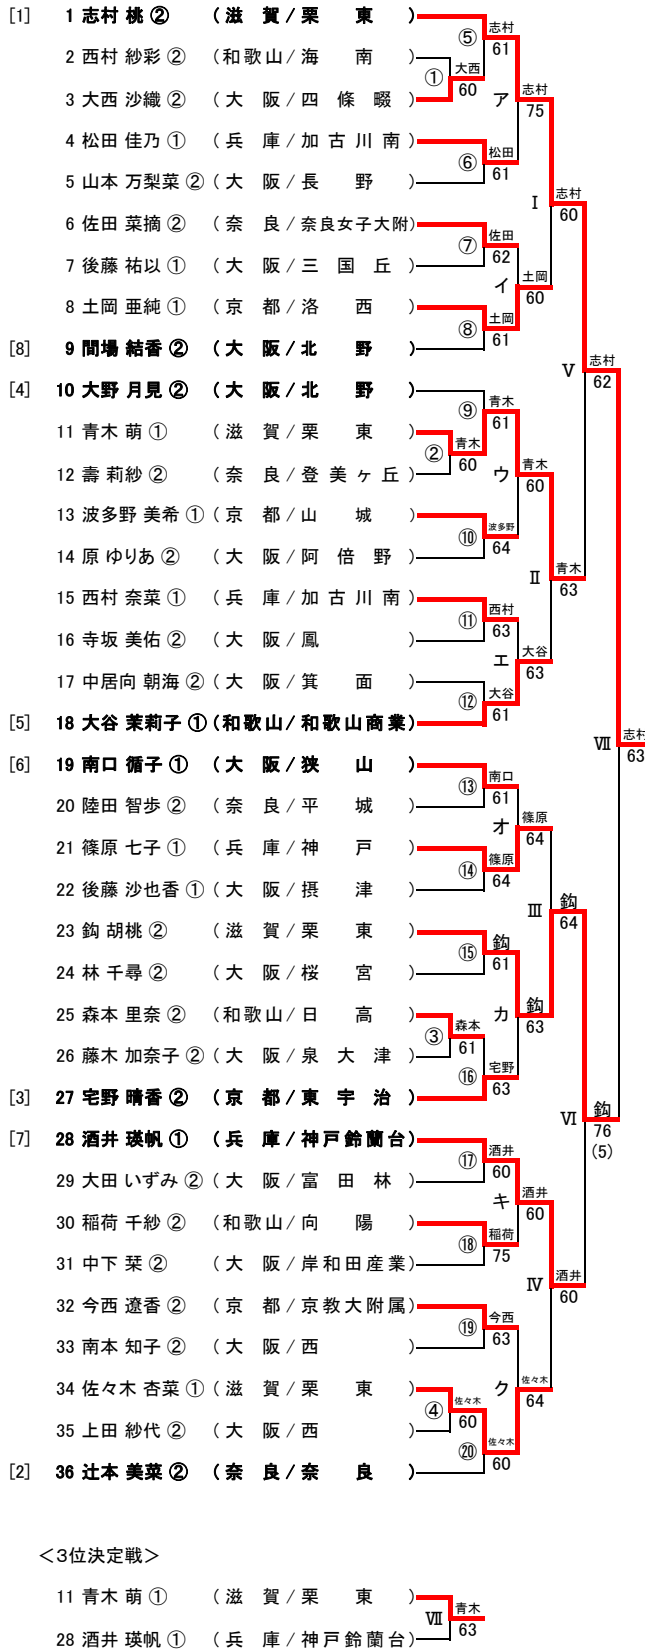 [1] 1 志村 桃 ② (滋 賀/栗 東)
⑤ 志村 61
2 西村 紗彩 ② (和歌山/海 南)
① 大西 60
3 大西 沙織 ② (大 阪/四 條 畷)
ア 志村 75
4 松田 佳乃 ① (兵 庫/加古川南)
⑥ 松田 61
5 山本 万梨菜 ② (大 阪/長 野)
Ⅰ 志村 60
6 佐田 菜摘 ② (奈 良/奈良女子大附)
⑦ 佐田 62
7 後藤 祐以 ① (大 阪/三 国 丘)
イ 土岡 60
8 土岡 亜純 ① (京 都/洛 西)
⑧ 土岡 61
[8] 9 間場 結香 ② (大 阪/北 野)
Ⅴ 志村 62
[4] 10 大野 月見 ② (大 阪/北 野)
⑨ 青木 61
11 青木 萌 ① (滋 賀/栗 東)
② 青木 60
12 壽 莉紗 ② (奈 良/登美ヶ丘)
ウ 青木 60
13 波多野 美希 ① (京 都/山 城)
⑩ 波多野 64
14 原 ゆりあ ② (大 阪/阿 倍 野)
Ⅱ 青木 63
15 西村 奈菜 ① (兵 庫/加古川南)
⑪ 西村 63
16 寺坂 美佑 ② (大 阪/鳳)
エ 大谷 63
17 中居向 朝海 ② (大 阪/箕 面)
⑫ 大谷 61
[5] 18 大谷 茉莉子 ① (和歌山/和歌山商業)
Ⅶ 志村 63
[6] 19 南口 循子 ① (大 阪/狭 山)
⑬ 南口 61
20 陸田 智歩 ② (奈 良/平 城)
オ 篠原 64
21 篠原 七子 ① (兵 庫/神 戸)
⑭ 篠原 64
22 後藤 沙也香 ① (大 阪/摂 津)
Ⅲ 鈎 64
23 鈎 胡桃 ② (滋 賀/栗 東)
⑮ 鈎 61
24 林 千尋 ② (大 阪/桜 宮)
カ 鈎 63
25 森本 里奈 ② (和歌山/日 高)
③ 森本 61
26 藤木 加奈子 ② (大 阪/泉 大 津)
⑯ 宅野 63
[3] 27 宅野 晴香 ② (京 都/東 宇 治)
Ⅵ 鈎 76 (5)
[7] 28 酒井 瑛帆 ① (兵 庫/神戸鈴蘭台)
⑰ 酒井 60
29 大田 いずみ ② (大 阪/富 田 林)
キ 酒井 60
30 稲荷 千紗 ② (和歌山/向 陽)
⑱ 稲荷 75
31 中下 栞 ② (大 阪/岸和田産業)
Ⅳ 酒井 60
32 今西 遼香 ② (京 都/京教大附属)
⑲ 今西 63
33 南本 知子 ② (大 阪/西)
ク 佐々木 64
34 佐々木 杏菜 ① (滋 賀/栗 東)
④ 佐々木 60
35 上田 紗代 ② (大 阪/西)
⑳ 佐々木 60
[2] 36 辻本 美菜 ② (奈 良/奈 良)
<3位決定戦>
11 青木 萌 ① (滋 賀/栗 東)
Ⅶ 青木 63
28 酒井 瑛帆 ① (兵 庫/神戸鈴蘭台)